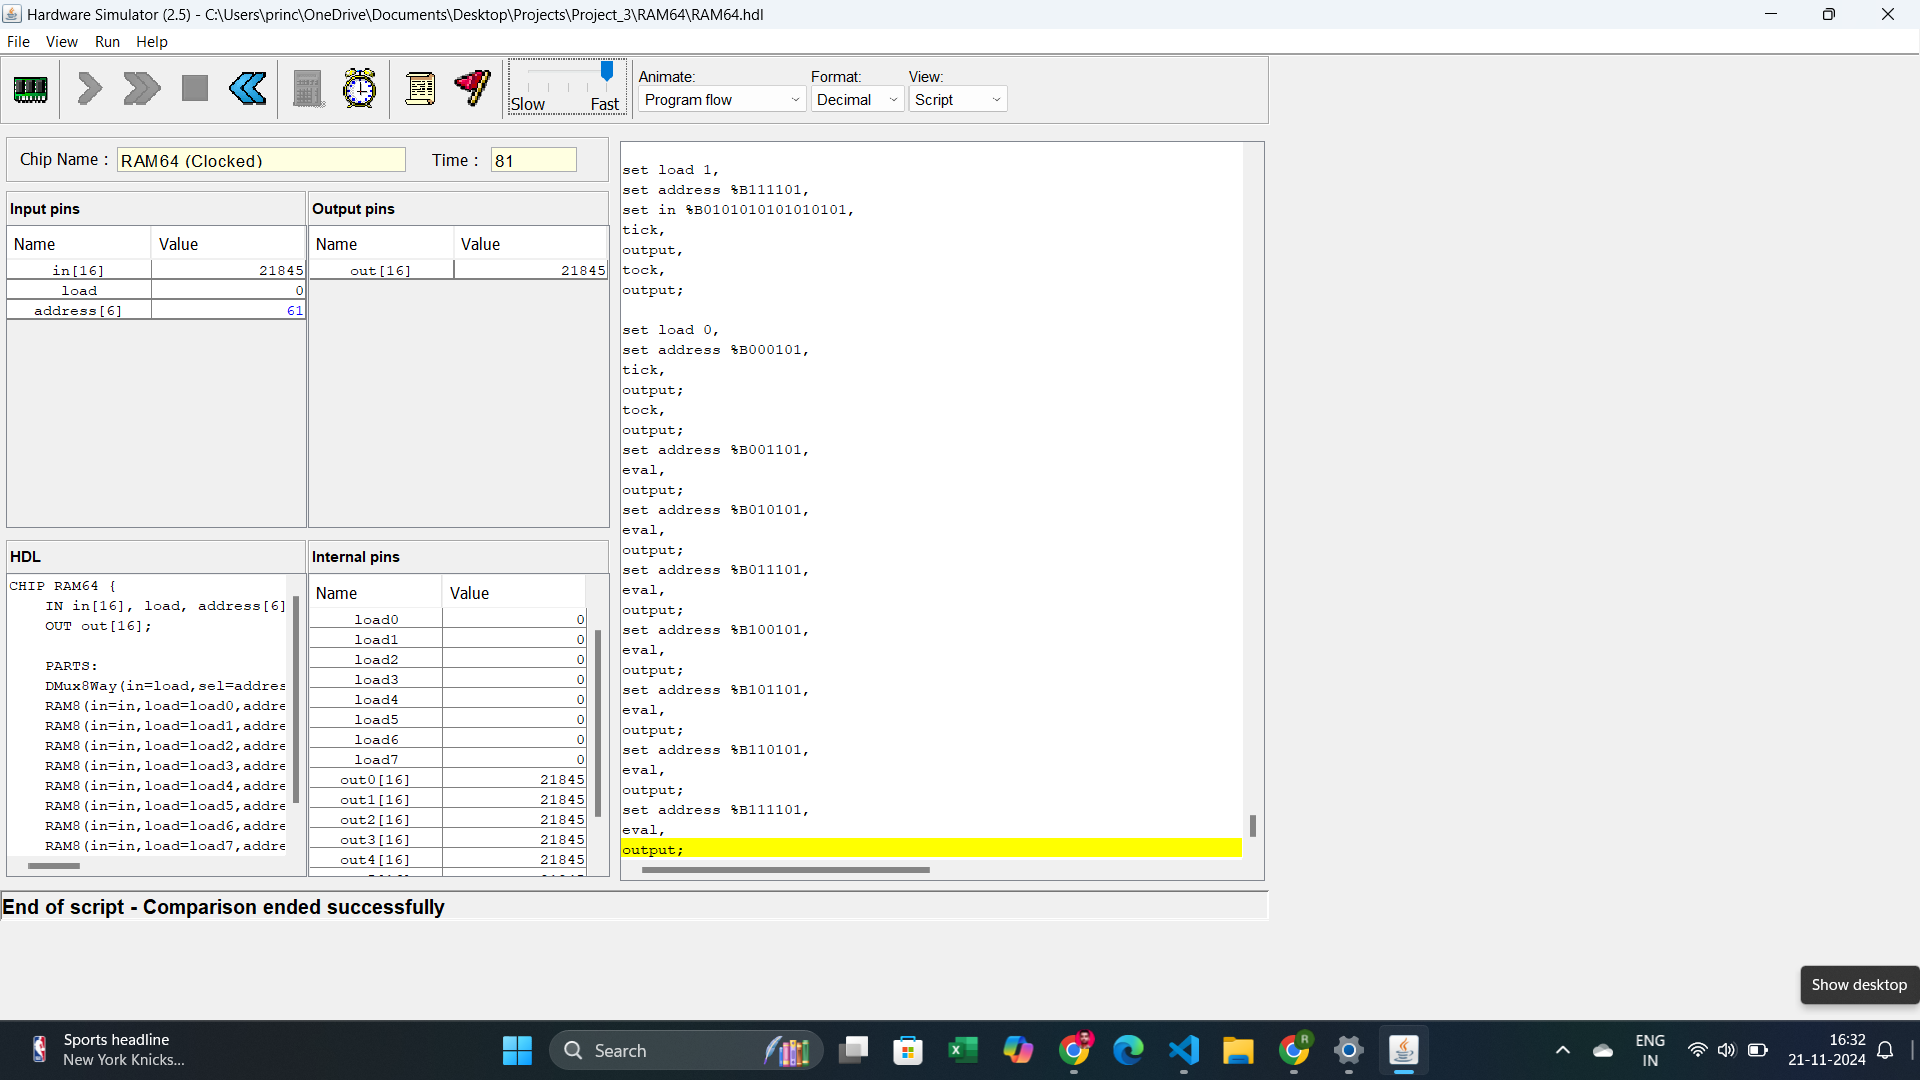 Hardware Simulator (2.5) - C:\Users\princ\OneDrive\Documents\Desktop\Projects\Project_3\RAM64\RAM64.hdl
File View Run Help
Slow Fast
Animate: Format: View:
Program flow Decimal Script
Chip Name : RAM64 (Clocked) Time : 81
Input pins
Name Value
in[16] 21845
load 0
address[6] 61
Output pins
Name Value
out[16] 21845
HDL
CHIP RAM64 {
IN in[16], load, address[6]
OUT out[16];
PARTS:
DMux8Way(in=load,sel=addres
RAM8(in=in,load=load0,addre
RAM8(in=in,load=load1,addre
RAM8(in=in,load=load2,addre
RAM8(in=in,load=load3,addre
RAM8(in=in,load=load4,addre
RAM8(in=in,load=load5,addre
RAM8(in=in,load=load6,addre
RAM8(in=in,load=load7,addre
Internal pins
Name Value
load0 0
load1 0
load2 0
load3 0
load4 0
load5 0
load6 0
load7 0
out0[16] 21845
out1[16] 21845
out2[16] 21845
out3[16] 21845
out4[16] 21845
set load 1,
set address %B111101,
set in %B0101010101010101,
tick,
output,
tock,
output;
set load 0,
set address %B000101,
tick,
output;
tock,
output;
set address %B001101,
eval,
output;
set address %B010101,
eval,
output;
set address %B011101,
eval,
output;
set address %B100101,
eval,
output;
set address %B101101,
eval,
output;
set address %B110101,
eval,
output;
set address %B111101,
eval,
output;
End of script - Comparison ended successfully
Show desktop
Sports headline
New York Knicks...
Search
R
ENG
IN
16:32
21-11-2024